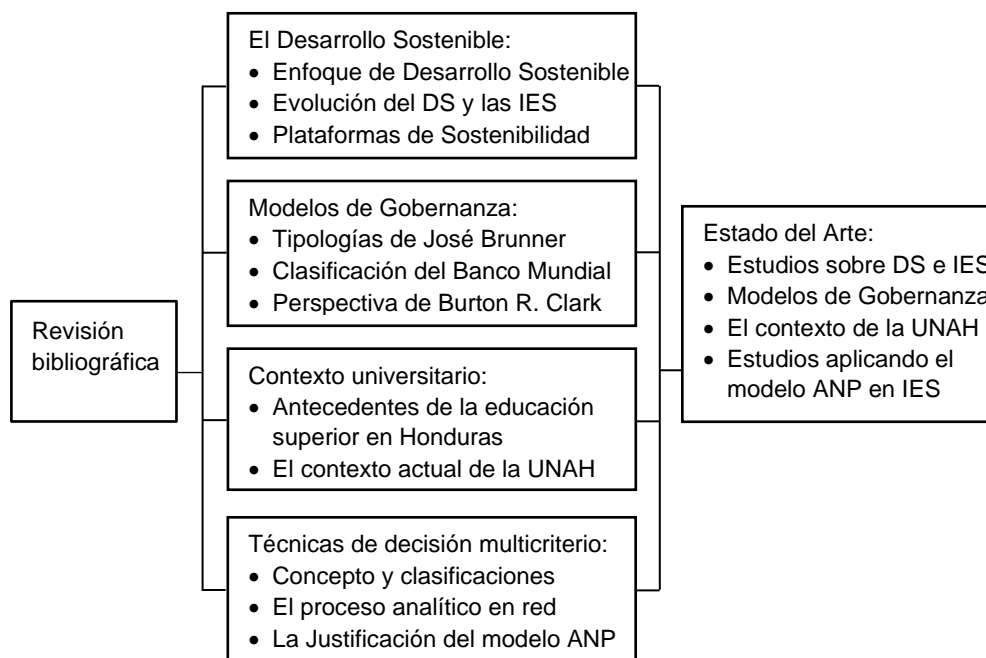 Revisión
bibliográfica
El Desarrollo Sostenible:
• Enfoque de Desarrollo Sostenible
• Evolución del DS y las IES
• Plataformas de Sostenibilidad
Modelos de Gobernanza:
• Tipologías de José Brunner
• Clasificación del Banco Mundial
• Perspectiva de Burton R. Clark
Contexto universitario:
• Antecedentes de la educación
superior en Honduras
• El contexto actual de la UNAH
Técnicas de decisión multicriterio:
• Concepto y clasificaciones
• El proceso analítico en red
• La Justificación del modelo ANP
Estado del Arte:
• Estudios sobre DS e IES
• Modelos de Gobernanza
• El contexto de la UNAH
• Estudios aplicando el
modelo ANP en IES